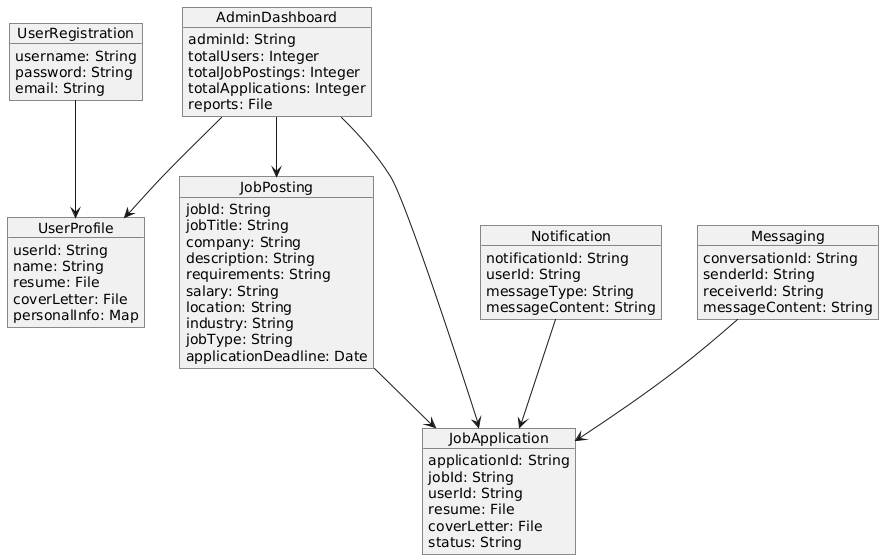 UserRegistration
username: String
password: String
email: String
AdminDashboard
adminId: String
totalUsers: Integer
totalJobPostings: Integer
totalApplications: Integer
reports: File
UserProfile
userId: String
name: String
resume: File
coverLetter: File
personalInfo: Map
JobPosting
jobId: String
jobTitle: String
company: String
description: String
requirements: String
salary: String
location: String
industry: String
jobType: String
applicationDeadline: Date
Notification
notificationId: String
userId: String
messageType: String
messageContent: String
Messaging
conversationId: String
senderId: String
receiverId: String
messageContent: String
JobApplication
applicationId: String
jobId: String
userId: String
resume: File
coverLetter: File
status: String